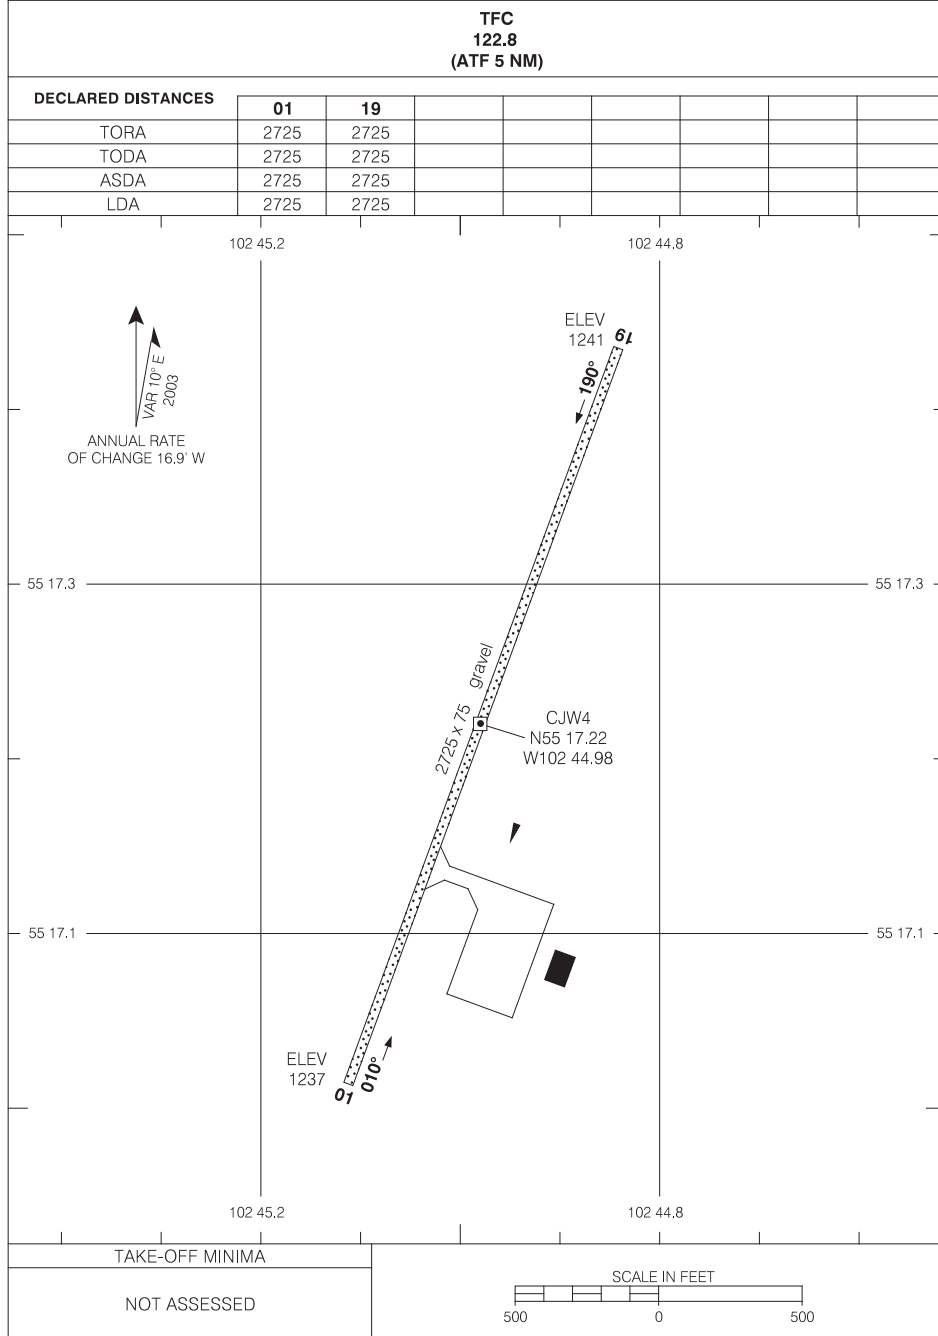 TFC
122.8
(ATF 5 NM)
DECLARED DISTANCES 01 19
TORA 2725 2725
TODA 2725 2725
ASDA 2725 2725
LDA 2725 2725
102 45.2 102 44.8
ELEV
1241
19
190°
VAR 10° E
2003
ANNUAL RATE
OF CHANGE 16.9' W
55 17.3 55 17.3
2725 x 75 gravel
CJW4
N55 17.22
W102 44.98
55 17.1 55 17.1
ELEV
1237
01
010°
102 45.2 102 44.8
TAKE-OFF MINIMA
NOT ASSESSED
SCALE IN FEET
500 0 500